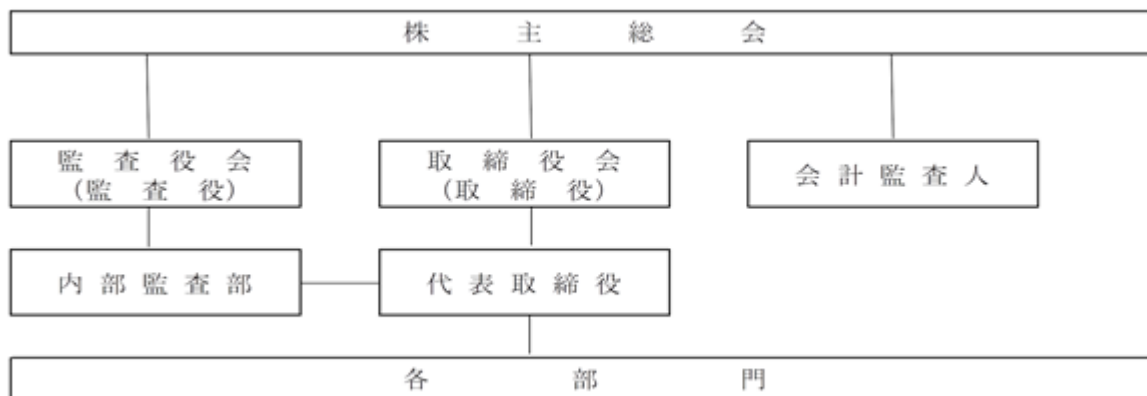 株主総会
監査役会
(監査役)
取締役会
(取締役)
会計監査人
内部監査部
代表取締役
各部門